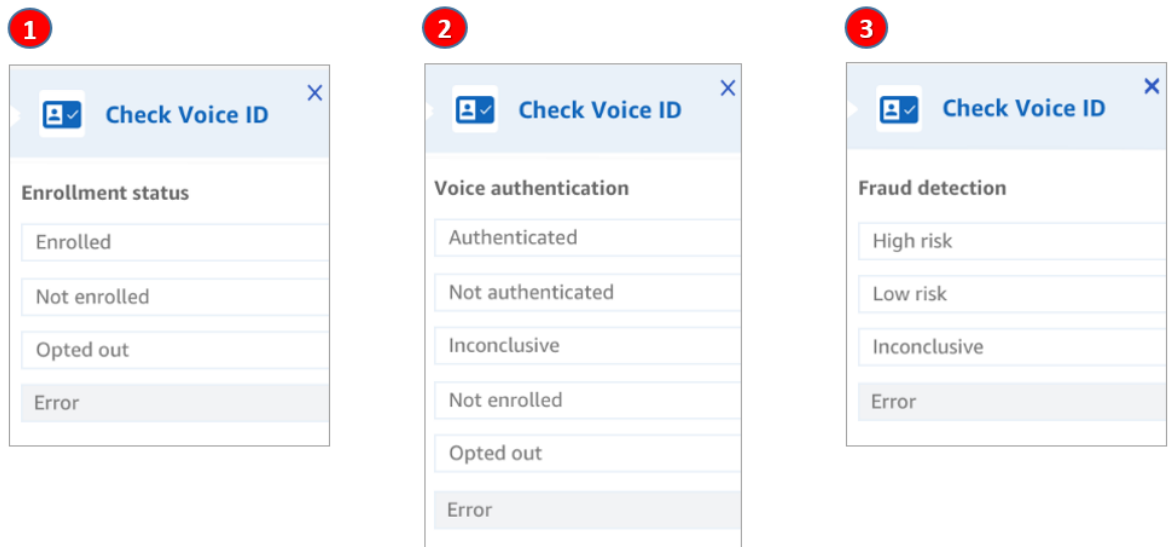 1
Check Voice ID
Enrollment status
Enrolled
Not enrolled
Opted out
Error
2
Check Voice ID
Voice authentication
Authenticated
Not authenticated
Inconclusive
Not enrolled
Opted out
Error
3
Check Voice ID
Fraud detection
High risk
Low risk
Inconclusive
Error